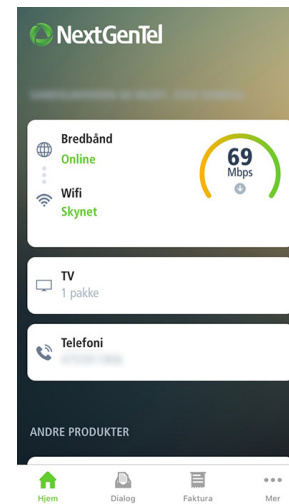 NextGenTel
Bredbånd
Online
69
Mbps
Wifi
Skynet
TV
1 pakke
Telefoni
ANDRE PRODUKTER
Hjem
Dialog
Faktura
Mer